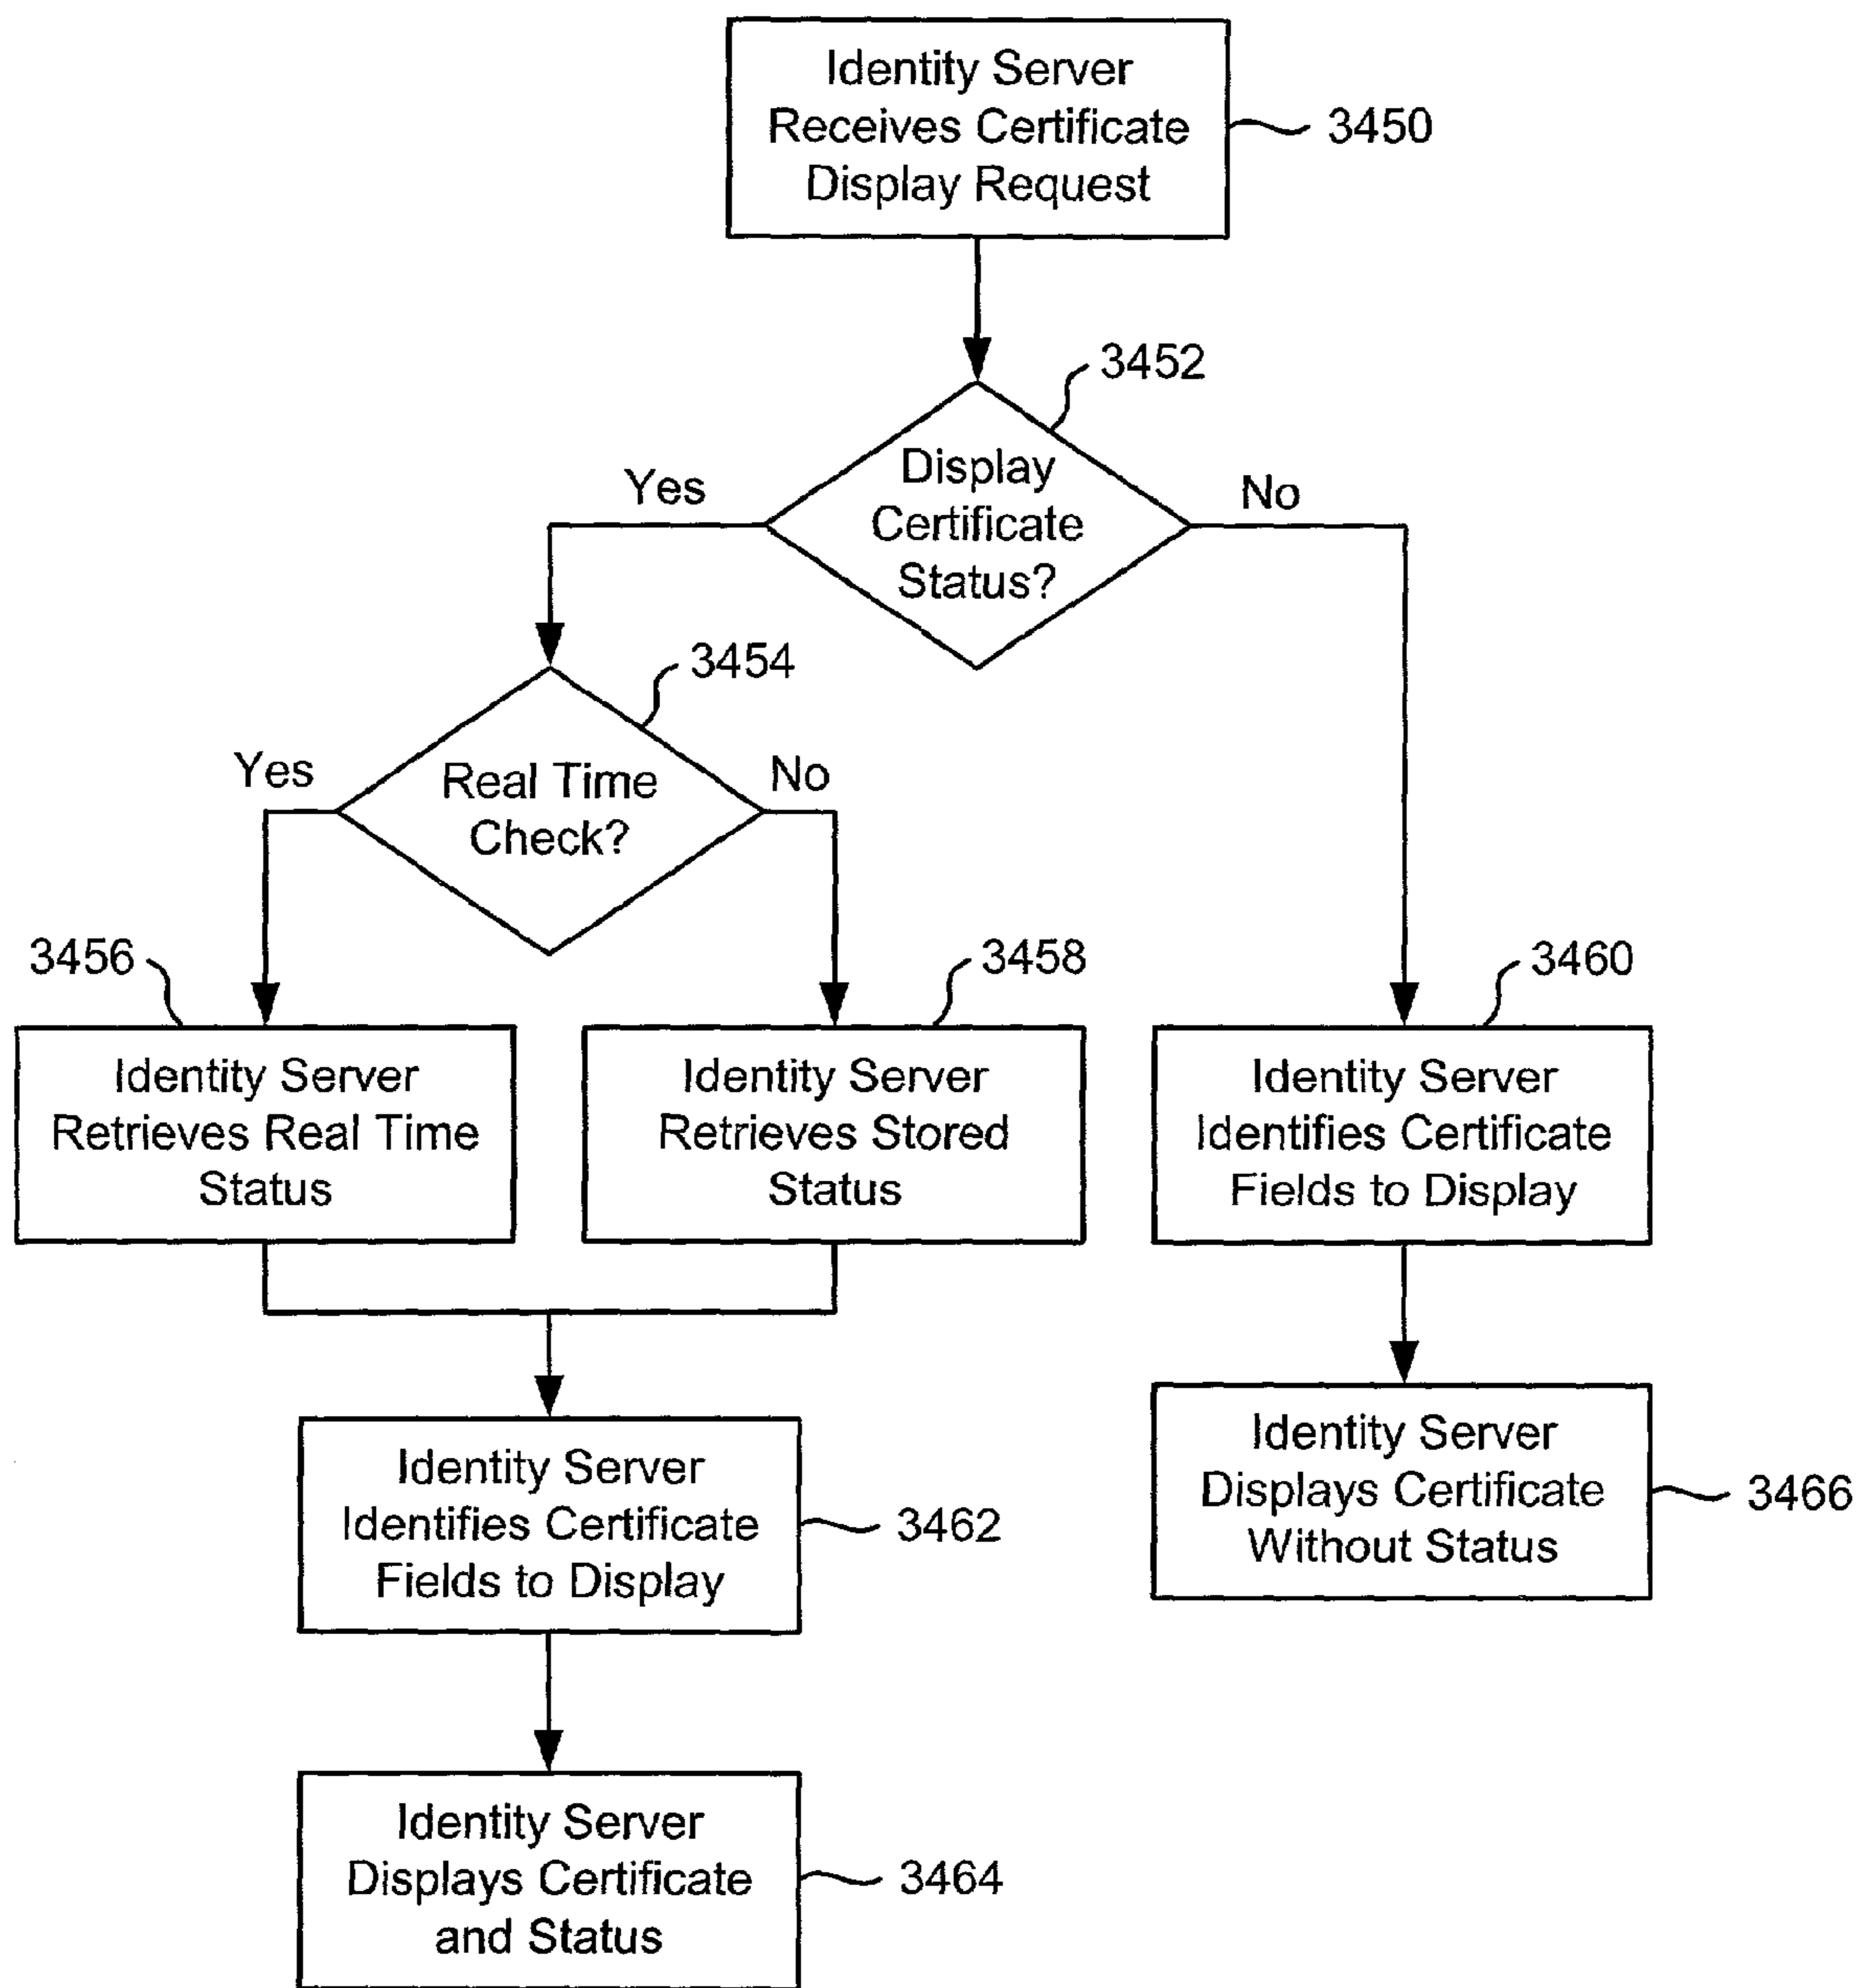 Identity Server
Receives Certificate
Display Request
3450
3452
Display
Certificate
Status?
Yes
No
3454
Real Time
Check?
Yes
No
3456
3458
3460
Identity Server
Retrieves Real Time
Status
Identity Server
Retrieves Stored
Status
Identity Server
Identifies Certificate
Fields to Display
Identity Server
Identifies Certificate
Fields to Display
3462
Identity Server
Displays Certificate
Without Status
3466
Identity Server
Displays Certificate
and Status
3464